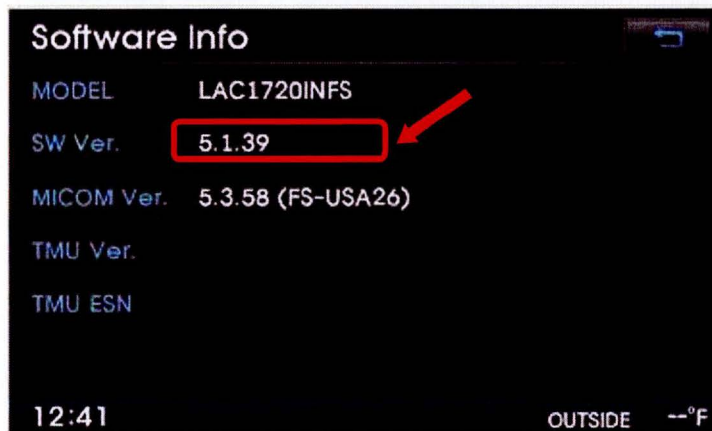 Software Info
MODEL LAC1720INFS
SW Ver. 5.1.39
MICOM Ver. 5.3.58 (FS-USA26)
TMU Ver.
TMU ESN
12:41 OUTSIDE --°F